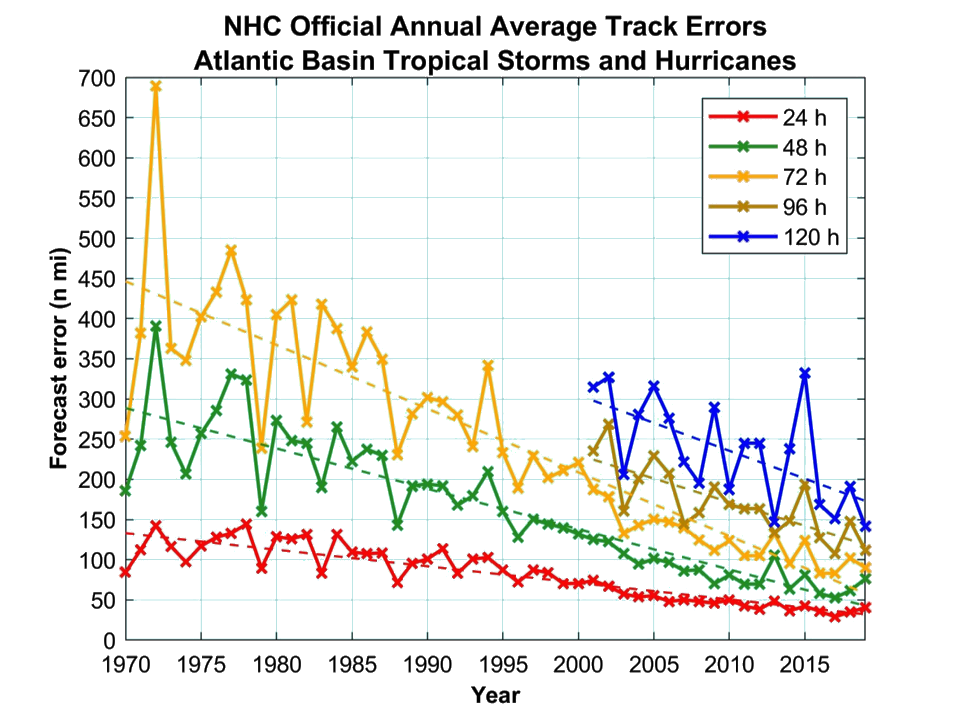 NHC Official Annual Average Track Errors
Atlantic Basin Tropical Storms and Hurricanes
700
650
600
550
500
450
400
350
300
250
200
150
100
50
0
Forecast error (n mi)
24 h
48 h
72 h
96 h
120 h
1970 1975 1980 1985 1990 1995 2000 2005 2010 2015
Year